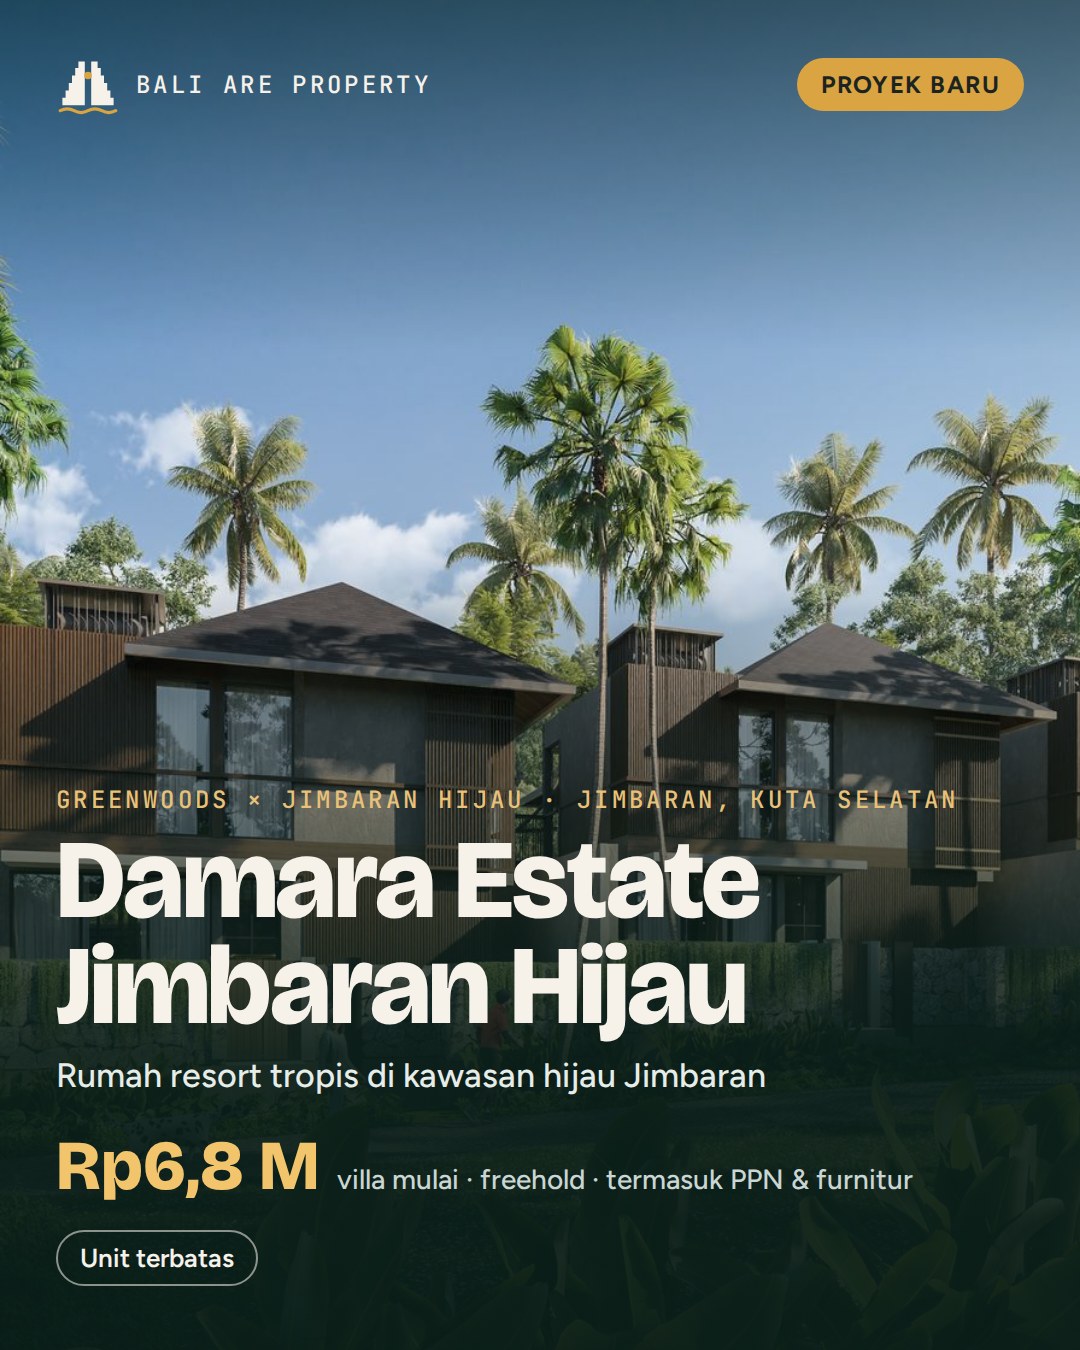 BALI ARE PROPERTY
PROYEK BARU
GREENWOODS × JIMBARAN HIJAU · JIMBARAN, KUTA SELATAN
Damara Estate
Jimbaran Hijau
Rumah resort tropis di kawasan hijau Jimbaran
Rp6,8 M villa mulai · freehold · termasuk PPN & furnitur
Unit terbatas